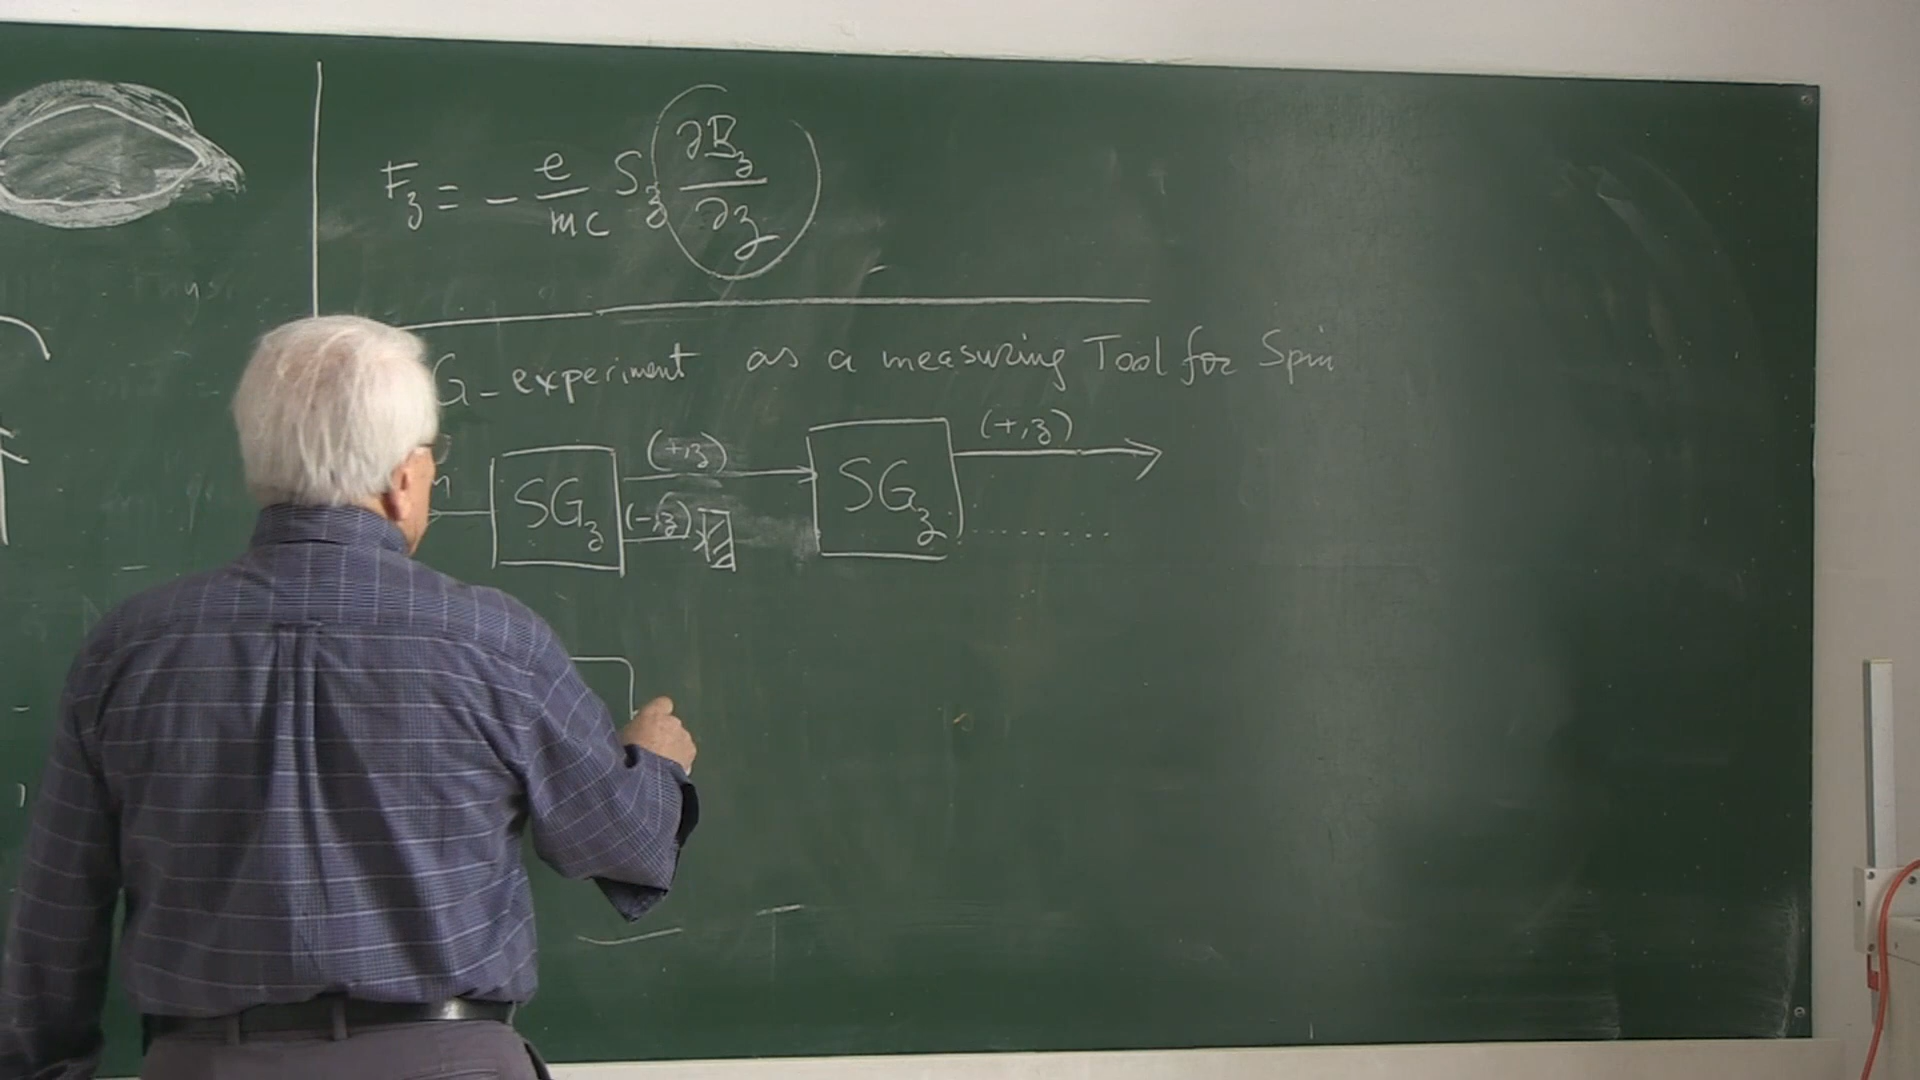 F_z = - e/mc S_z ∂B_z/∂z
G-experiment as a measuring Tool for Spin
(+,z) (+,z)
SG_z (-,z) SG_z